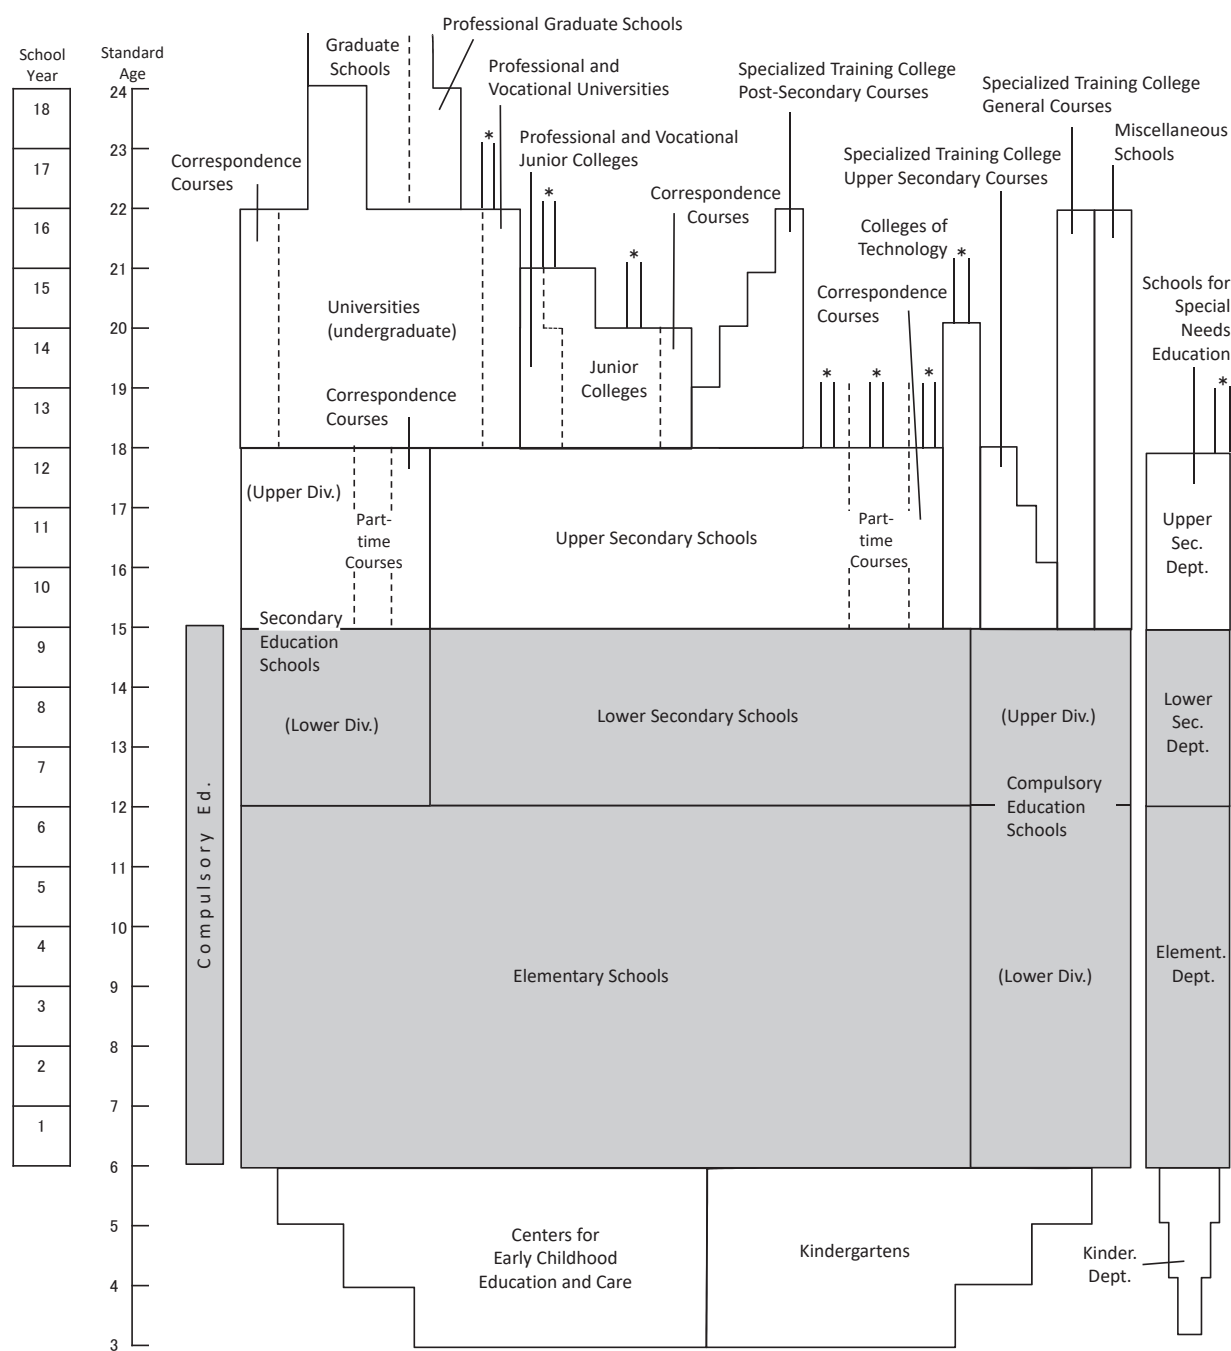 School
Year
18
17
16
15
14
13
12
11
10
9
8
7
6
5
4
3
2
1
Standard
Age
24
23
22
21
20
19
18
17
16
15
14
13
12
11
10
9
8
7
6
5
4
3
Compulsory Ed.
Professional Graduate Schools
Graduate
Schools
Professional and
Vocational Universities
*
Correspondence
Courses
Professional and Vocational
Junior Colleges
*
*
Correspondence
Courses
Specialized Training College
Post-Secondary Courses
Specialized Training College
General Courses
Miscellaneous
Schools
Specialized Training College
Upper Secondary Courses
Colleges of
Technology
*
Correspondence
Courses
Schools for
Special
Needs
Education
*
Universities
(undergraduate)
Junior
Colleges
Correspondence
Courses
*
*
*
(Upper Div.)
Part-
time
Courses
Upper Secondary Schools
Part-
time
Courses
Upper
Sec.
Dept.
Secondary
Education
Schools
(Lower Div.)
Lower Secondary Schools
(Upper Div.)
Lower
Sec.
Dept.
Compulsory
Education
Schools
Elementary Schools
(Lower Div.)
Element.
Dept.
Centers for
Early Childhood
Education and Care
Kindergartens
Kinder.
Dept.